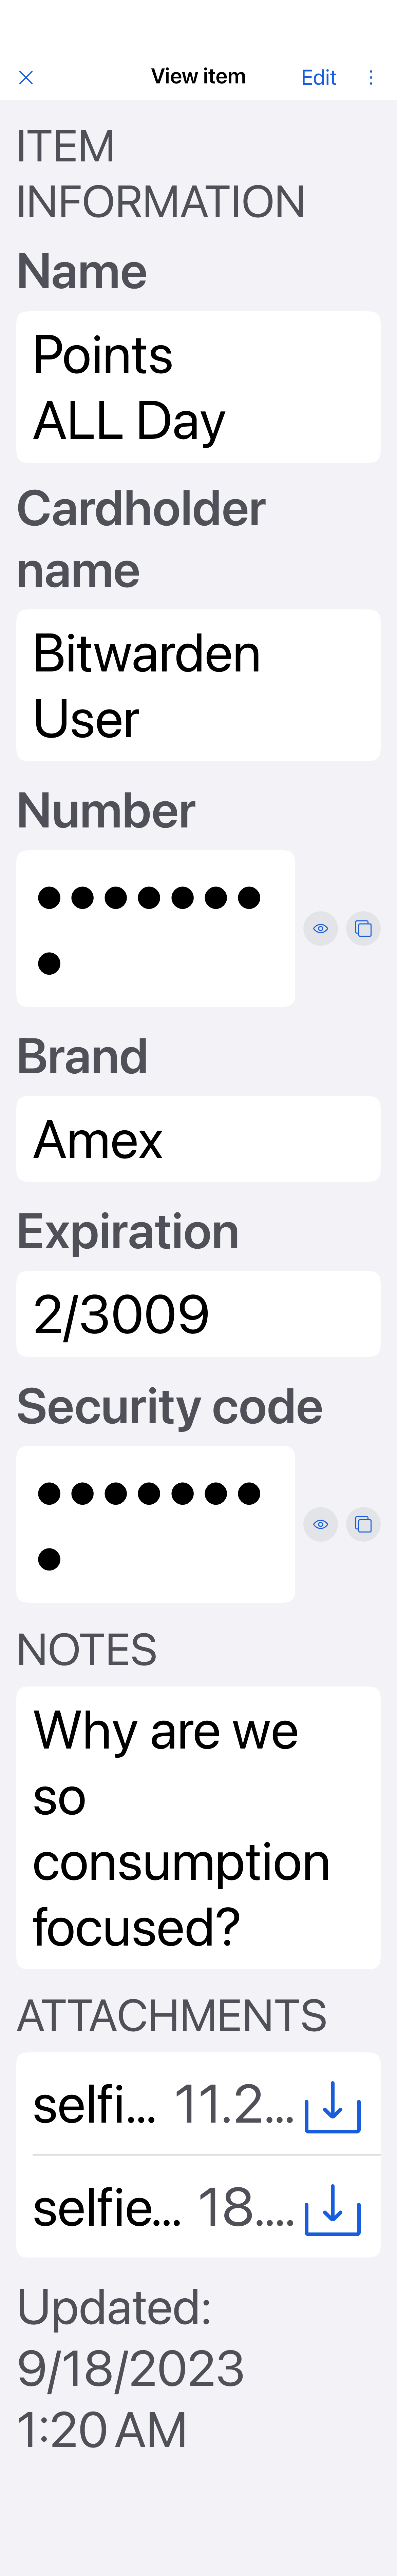 View item
Edit
ITEM
INFORMATION
Name
Points
ALL Day
Cardholder
name
Bitwarden
User
Number
●●●●●●●
●
Brand
Amex
Expiration
2/3009
Security code
●●●●●●●
●
NOTES
Why are we
so
consumption
focused?
ATTACHMENTS
selfi... 11.2...
selfie... 18....
Updated:
9/18/2023
1:20 AM